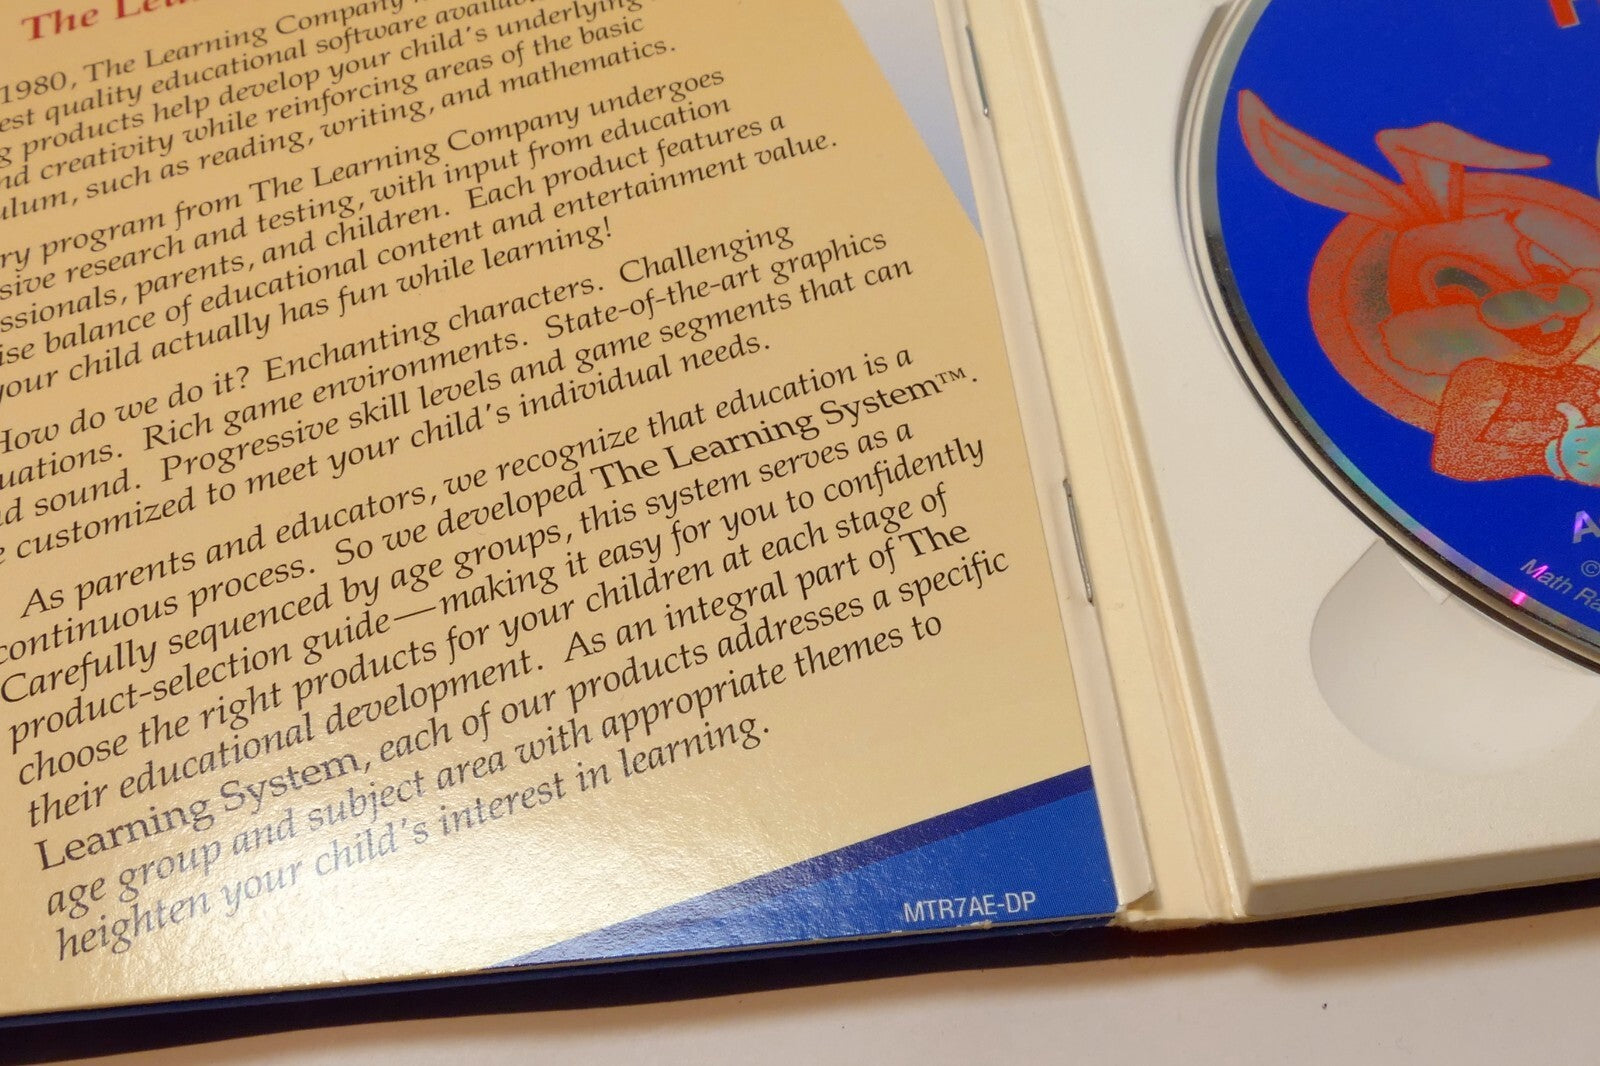 The
1980, The Learning Company
est quality educational software
g products help develop your child's underlying
nd creativity while reinforcing areas of the basic
ulum, such as reading, writing, and mathematics.
ry program from The Learning Company undergoes
sive research and testing, with input from education
ssionals, parents, and children. Each product features a
ise balance of educational content and entertainment value.
your child actually has fun while learning!
How do we do it? Enchanting characters. Challenging
uations. Rich game environments. State-of-the-art graphics
d sound. Progressive skill levels and game segments that can
e customized to meet your child's individual needs.
As parents and educators, we recognize that education is a
continuous process. So we developed The Learning System™.
Carefully sequenced by age groups, this system serves as a
product-selection guide—making it easy for you to confidently
choose the right products for your children at each stage of
their educational development. As an integral part of The
Learning System, each of our products addresses a specific
age group and subject area with appropriate themes to
heighten your child's interest in learning.
MTR7AE-DP
A
©
Math Ra